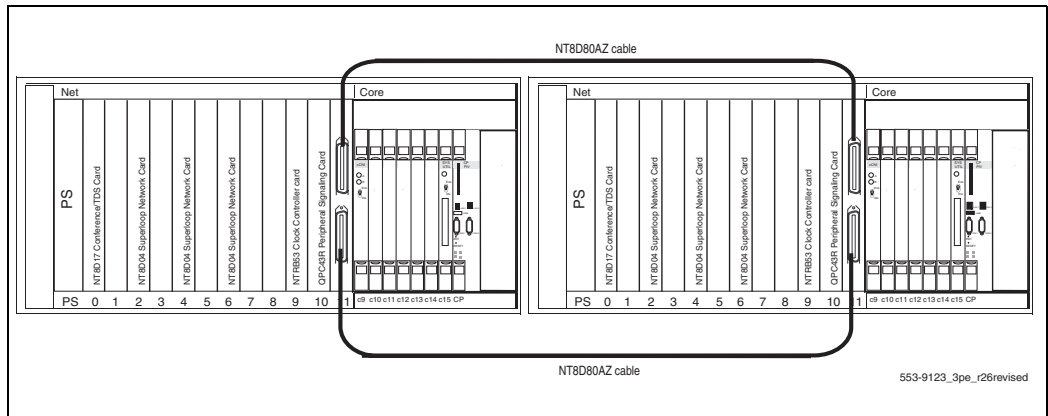 NT8D80AZ cable
Net
Core
PS
NT8D17 Conference/TDS Card
NT8D04 Superloop Network Card
NT8D04 Superloop Network Card
NT8D04 Superloop Network Card
NTRB53 Clock Controller card
QPC43R Peripheral Signaling Card
PS 0 1 2 3 4 5 6 7 8 9 10 11 c9 c10 c11 c12 c13 c14 c15 CP
Net
Core
PS
NT8D17 Conference/TDS Card
NT8D04 Superloop Network Card
NT8D04 Superloop Network Card
NT8D04 Superloop Network Card
NTRB53 Clock Controller card
QPC43R Peripheral Signaling Card
PS 0 1 2 3 4 5 6 7 8 9 10 11 c9 c10 c11 c12 c13 c14 c15 CP
NT8D80AZ cable
553-9123_3pe_r26revised